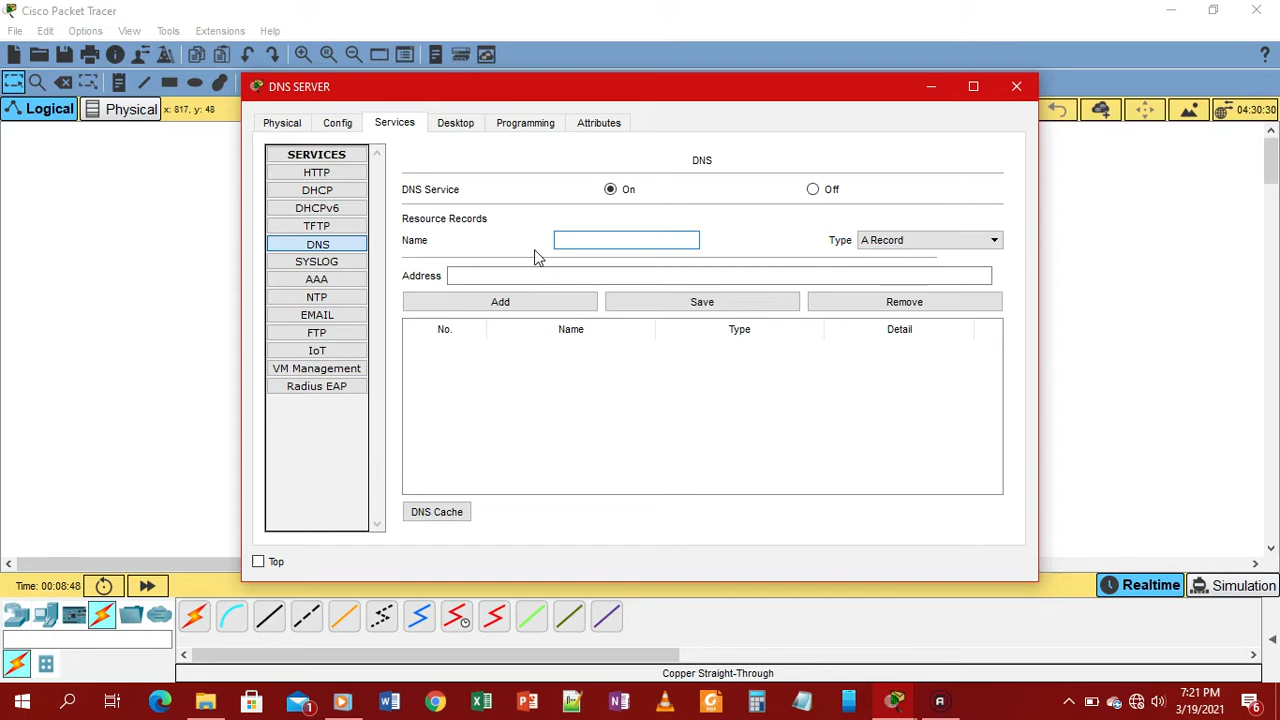 Cisco Packet Tracer
File Edit Options View Tools Extensions Help
Logical Physical x: 817, y: 48 04:30:30
DNS SERVER
Physical Config Services Desktop Programming Attributes
SERVICES
HTTP
DHCP
DHCPv6
TFTP
DNS
SYSLOG
AAA
NTP
EMAIL
FTP
IoT
VM Management
Radius EAP
DNS
DNS Service On Off
Resource Records
Name Type A Record
Address
Add Save Remove
No. Name Type Detail
DNS Cache
Top
Time: 00:08:48 Realtime Simulation
Copper Straight-Through
7:21 PM
3/19/2021
1
6